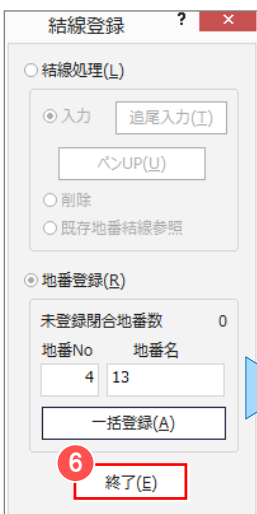 結線登録 ? ×
結線処理(L)
入力 追尾入力(T)
ペンUP(U)
削除
既存地番結線参照
地番登録(R)
未登録閉合地番数 0
地番No 地番名
4 13
一括登録(A)
6
終了(E)